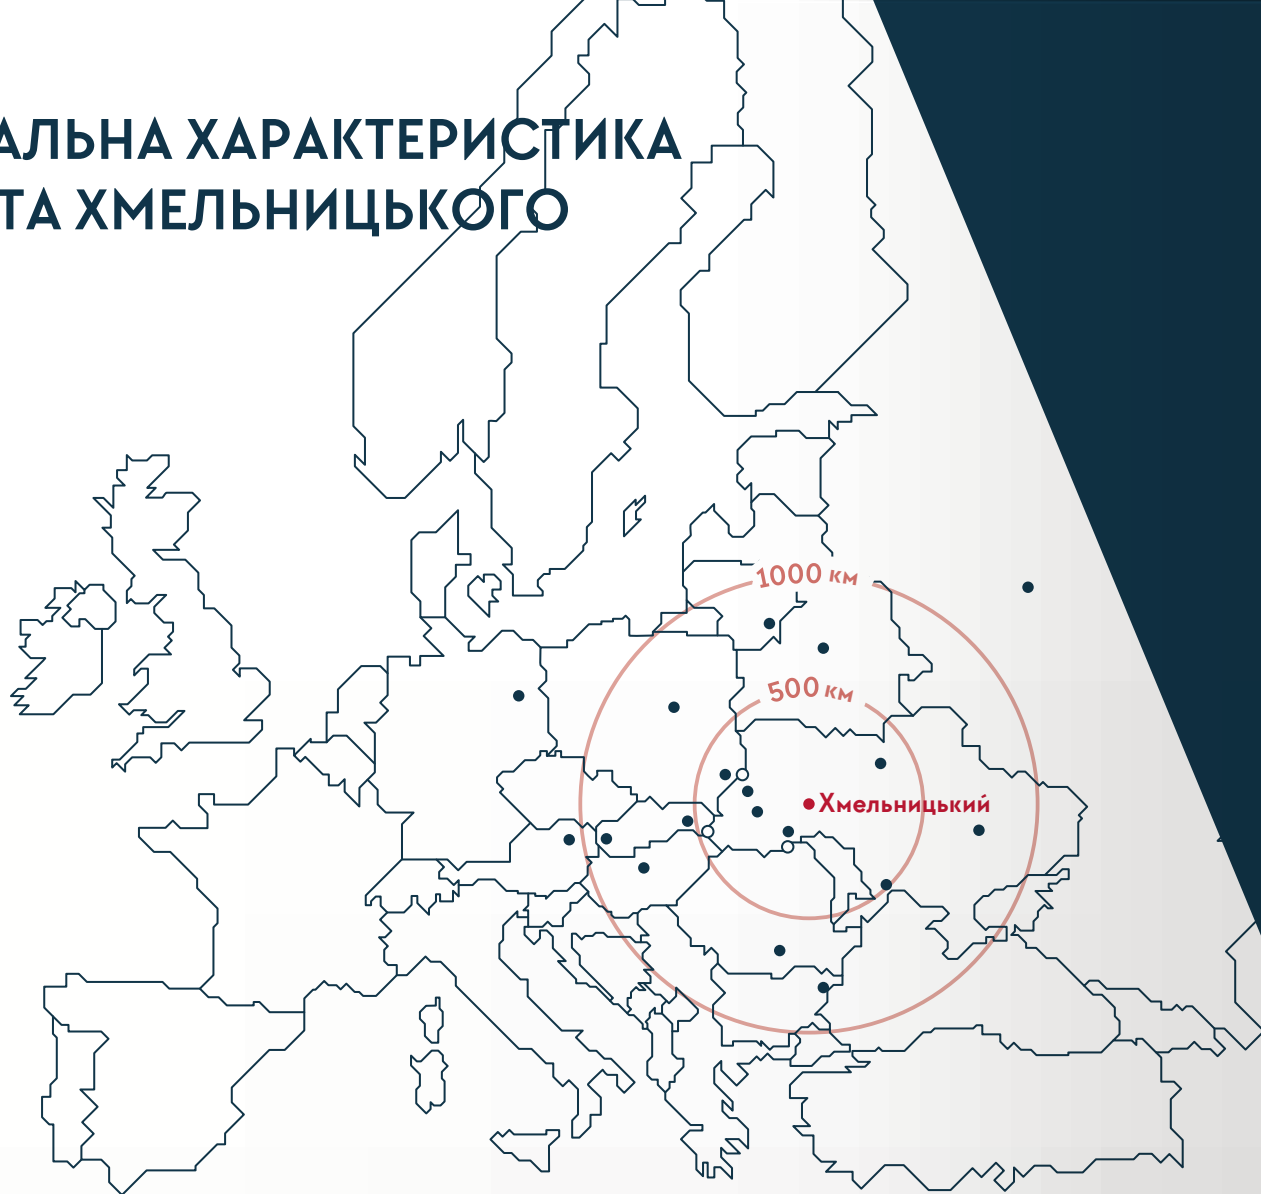 АЛЬНА ХАРАКТЕРИСТИКА
ТА ХМЕЛЬНИЦЬКОГО
1000 км
500 км
Хмельницький